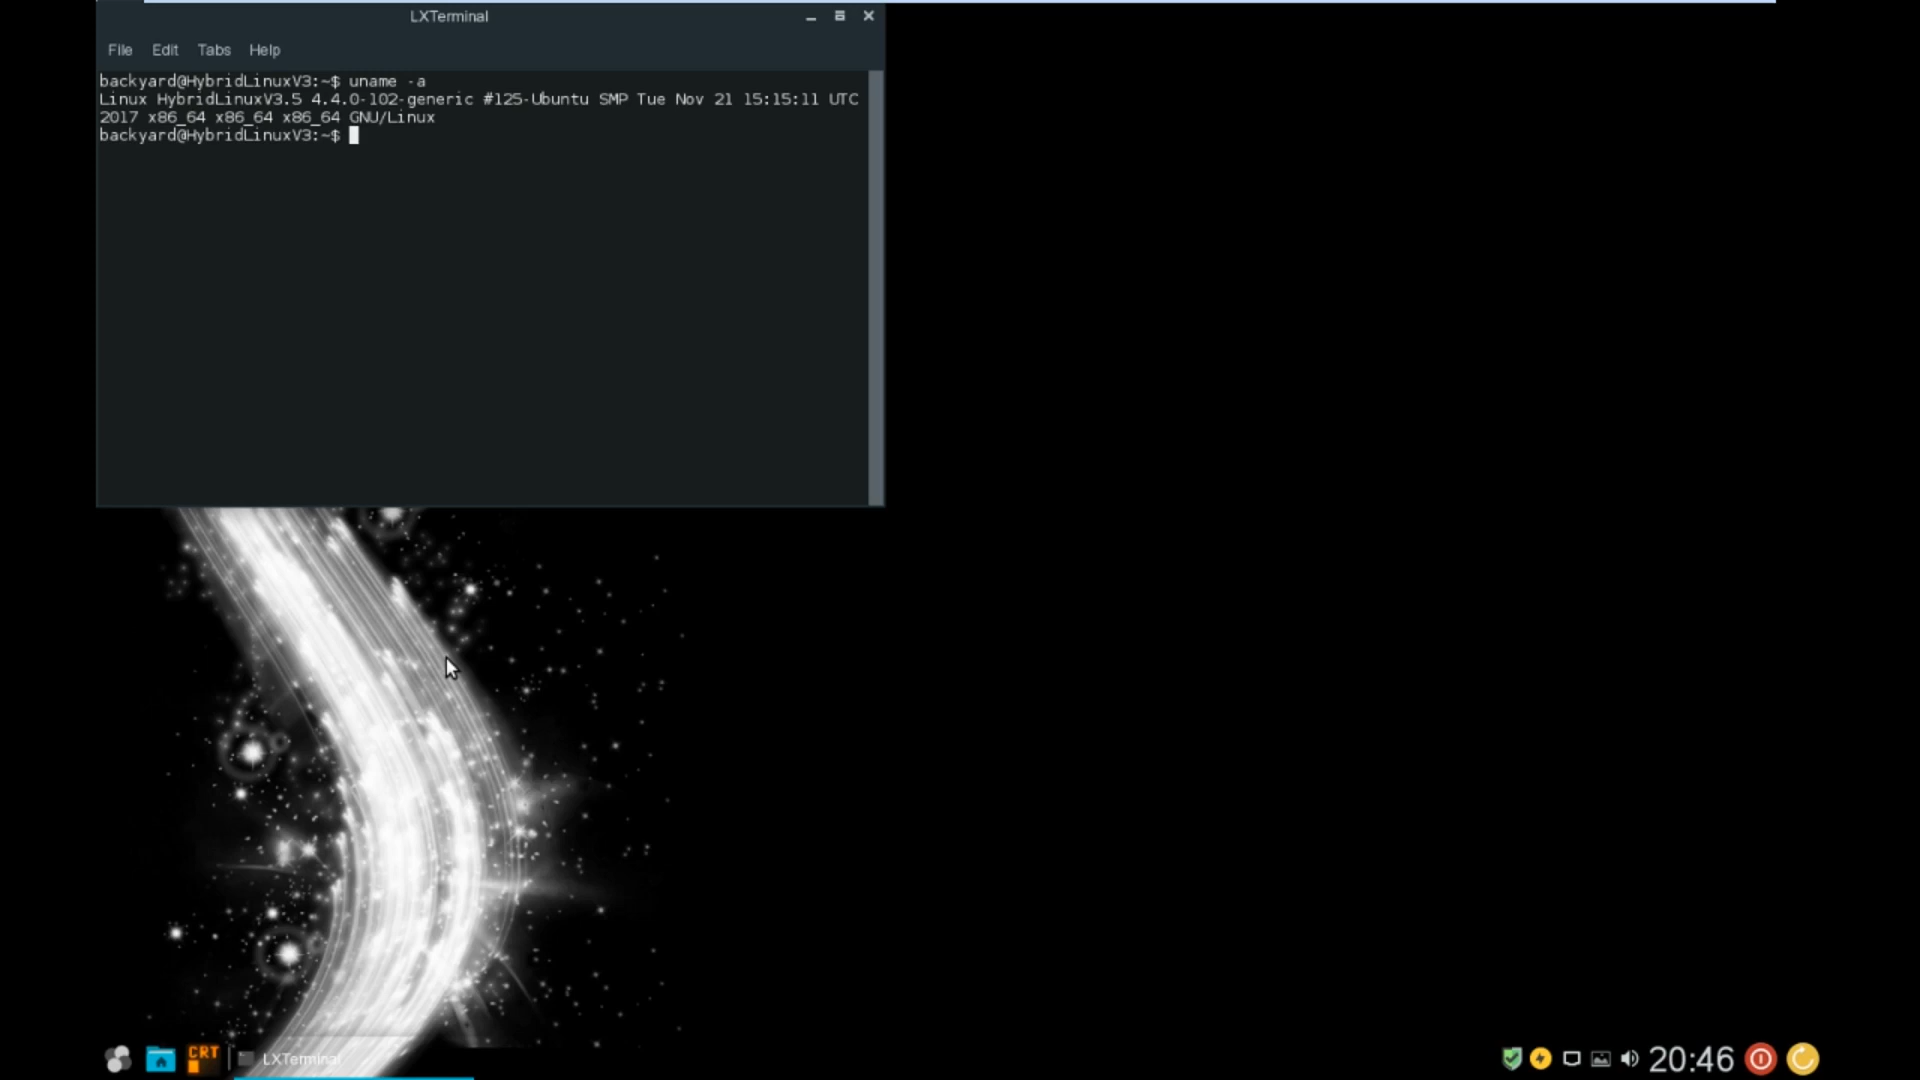 LXTerminal
File Edit Tabs Help
backyard@HybridLinuxV3:~$ uname -a
Linux HybridLinuxV3.5 4.4.0-102-generic #125-Ubuntu SMP Tue Nov 21 15:15:11 UTC
2017 x86_64 x86_64 x86_64 GNU/Linux
backyard@HybridLinuxV3:~$
CRT LXTerminal 20:46